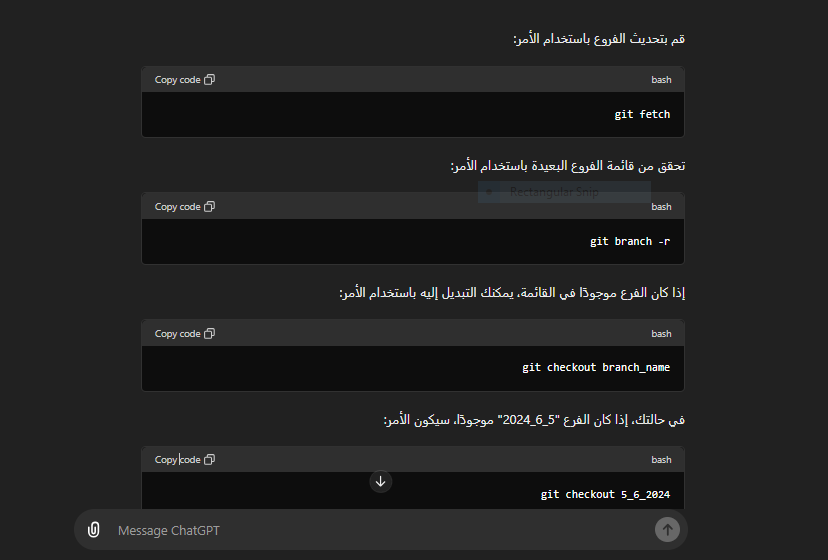 قم بتحديث الفروع باستخدام الأمر:
bash Copy code
git fetch
تحقق من قائمة الفروع البعيدة باستخدام الأمر:
Rectangular Snip
bash Copy code
git branch -r
إذا كان الفرع موجودًا في القائمة، يمكنك التبديل إليه باستخدام الأمر:
bash Copy code
git checkout branch_name
في حالتك، إذا كان الفرع "5_6_2024" موجودًا، سيكون الأمر:
bash Copy code
git checkout 5_6_2024
Message ChatGPT